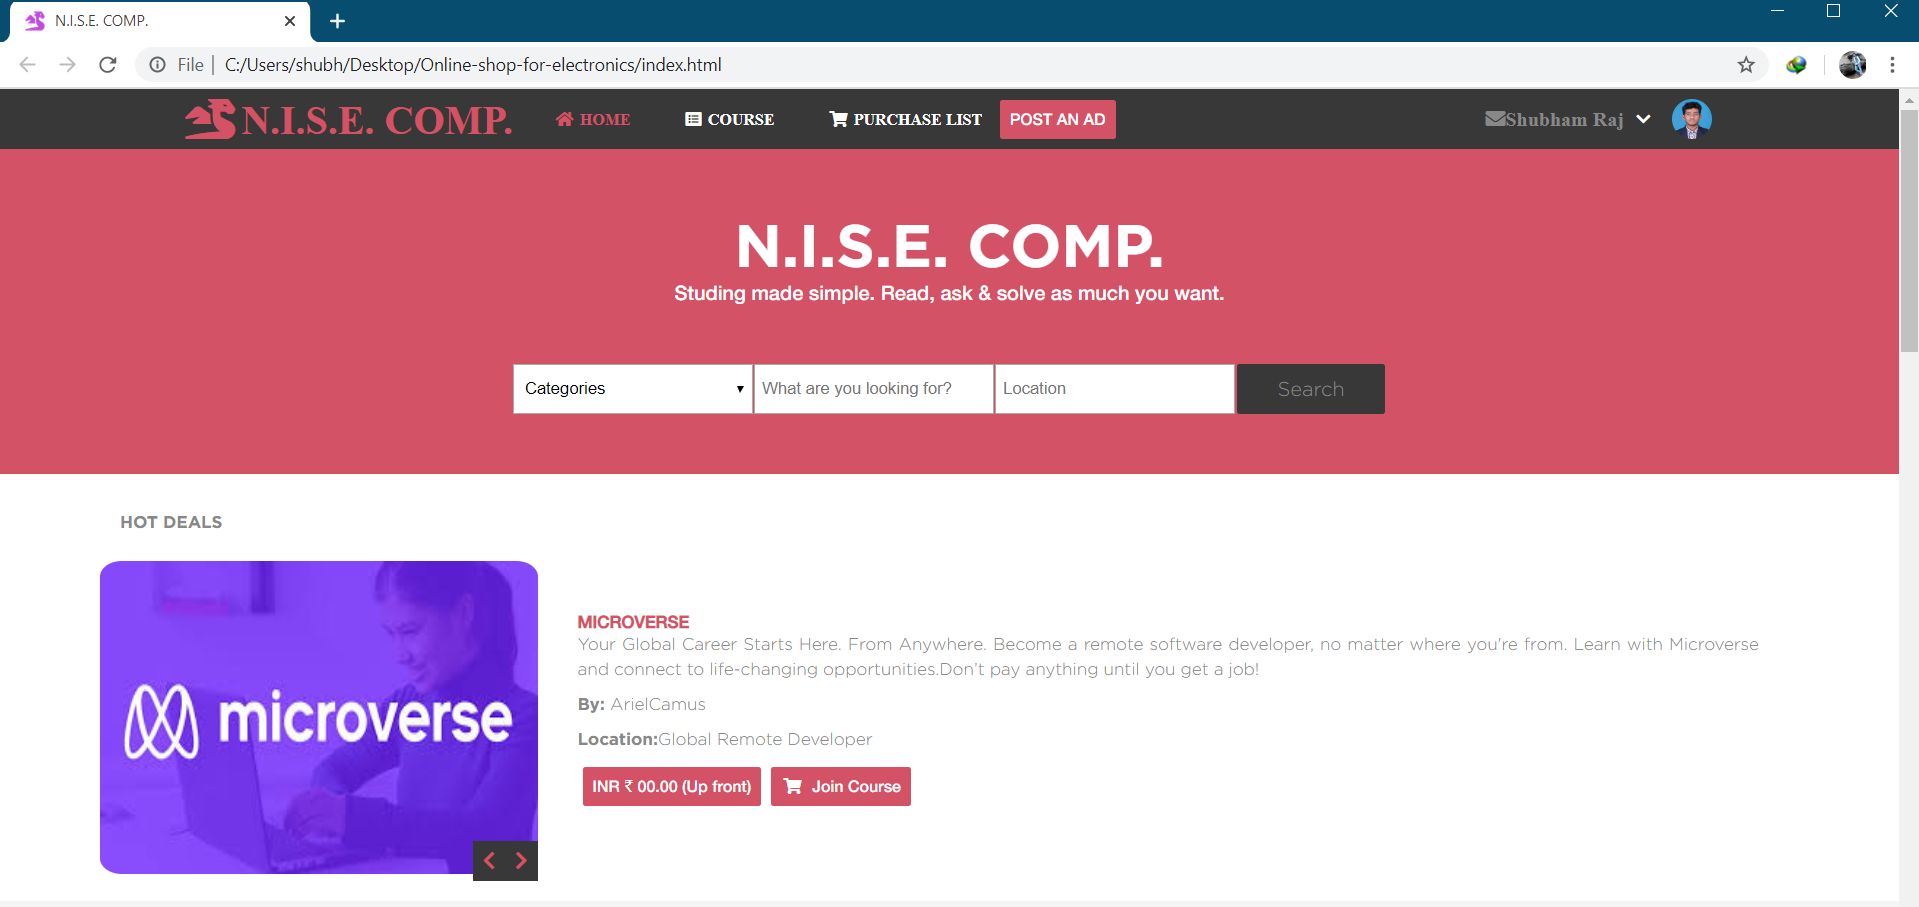 N.I.S.E. COMP.
File | C:/Users/shubh/Desktop/Online-shop-for-electronics/index.html
N.I.S.E. COMP. HOME COURSE PURCHASE LIST POST AN AD Shubham Raj
N.I.S.E. COMP.
Studing made simple. Read, ask & solve as much you want.
Categories What are you looking for? Location Search
HOT DEALS
microverse
MICROVERSE
Your Global Career Starts Here. From Anywhere. Become a remote software developer, no matter where you're from. Learn with Microverse
and connect to life-changing opportunities.Don’t pay anything until you get a job!
By: ArielCamus
Location:Global Remote Developer
INR ₹ 00.00 (Up front) Join Course